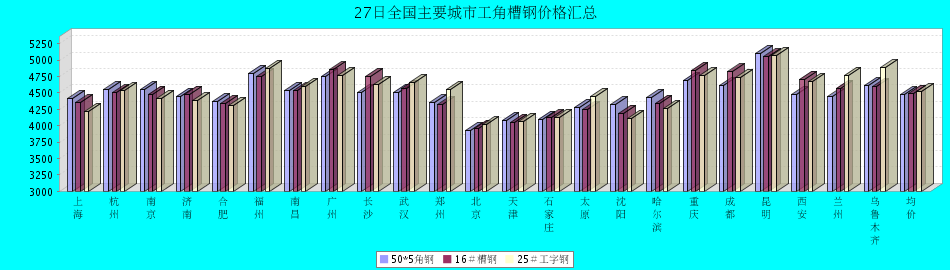 27日全国主要城市工角槽钢价格汇总
5250
5000
4750
4500
4250
4000
3750
3500
3250
3000
上海
杭州
南京
济南
合肥
福州
南昌
广州
长沙
武汉
郑州
北京
天津
石家庄
太原
沈阳
哈尔滨
重庆
成都
昆明
西安
兰州
乌鲁木齐
均价
50*5角钢
16#槽钢
25#工字钢